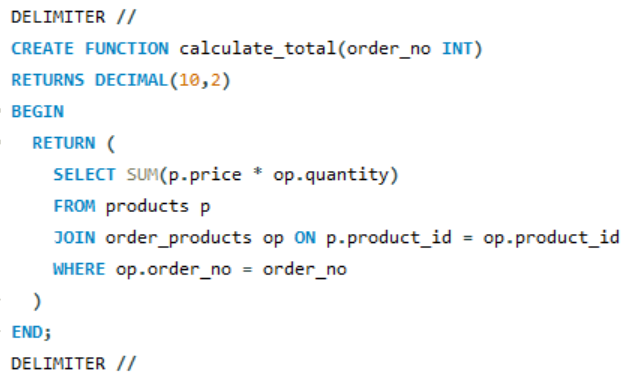 DELIMITER //
CREATE FUNCTION calculate_total(order_no INT)
RETURNS DECIMAL(10,2)
BEGIN
  RETURN (
    SELECT SUM(p.price * op.quantity)
    FROM products p
    JOIN order_products op ON p.product_id = op.product_id
    WHERE op.order_no = order_no
  )
END;
DELIMITER //